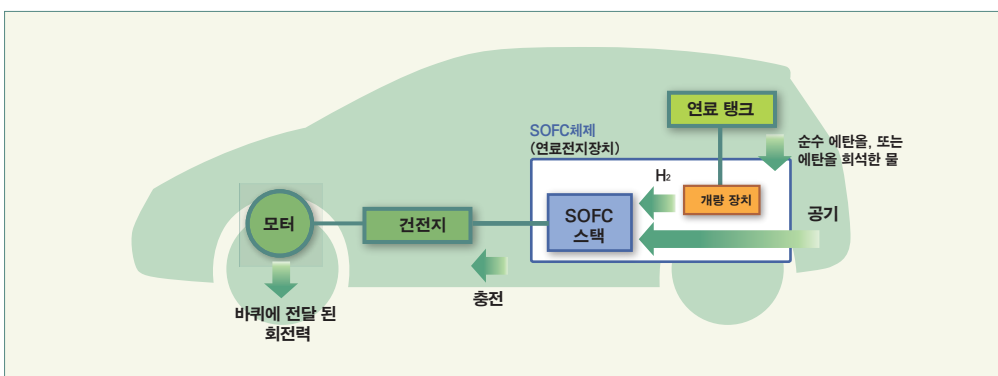 연료 탱크
SOFC체제
(연료전지장치)
순수 에탄올, 또는
에탄올 희석한 물
H₂
개량 장치
공기
SOFC
스택
모터
건전지
충전
바퀴에 전달 된
회전력